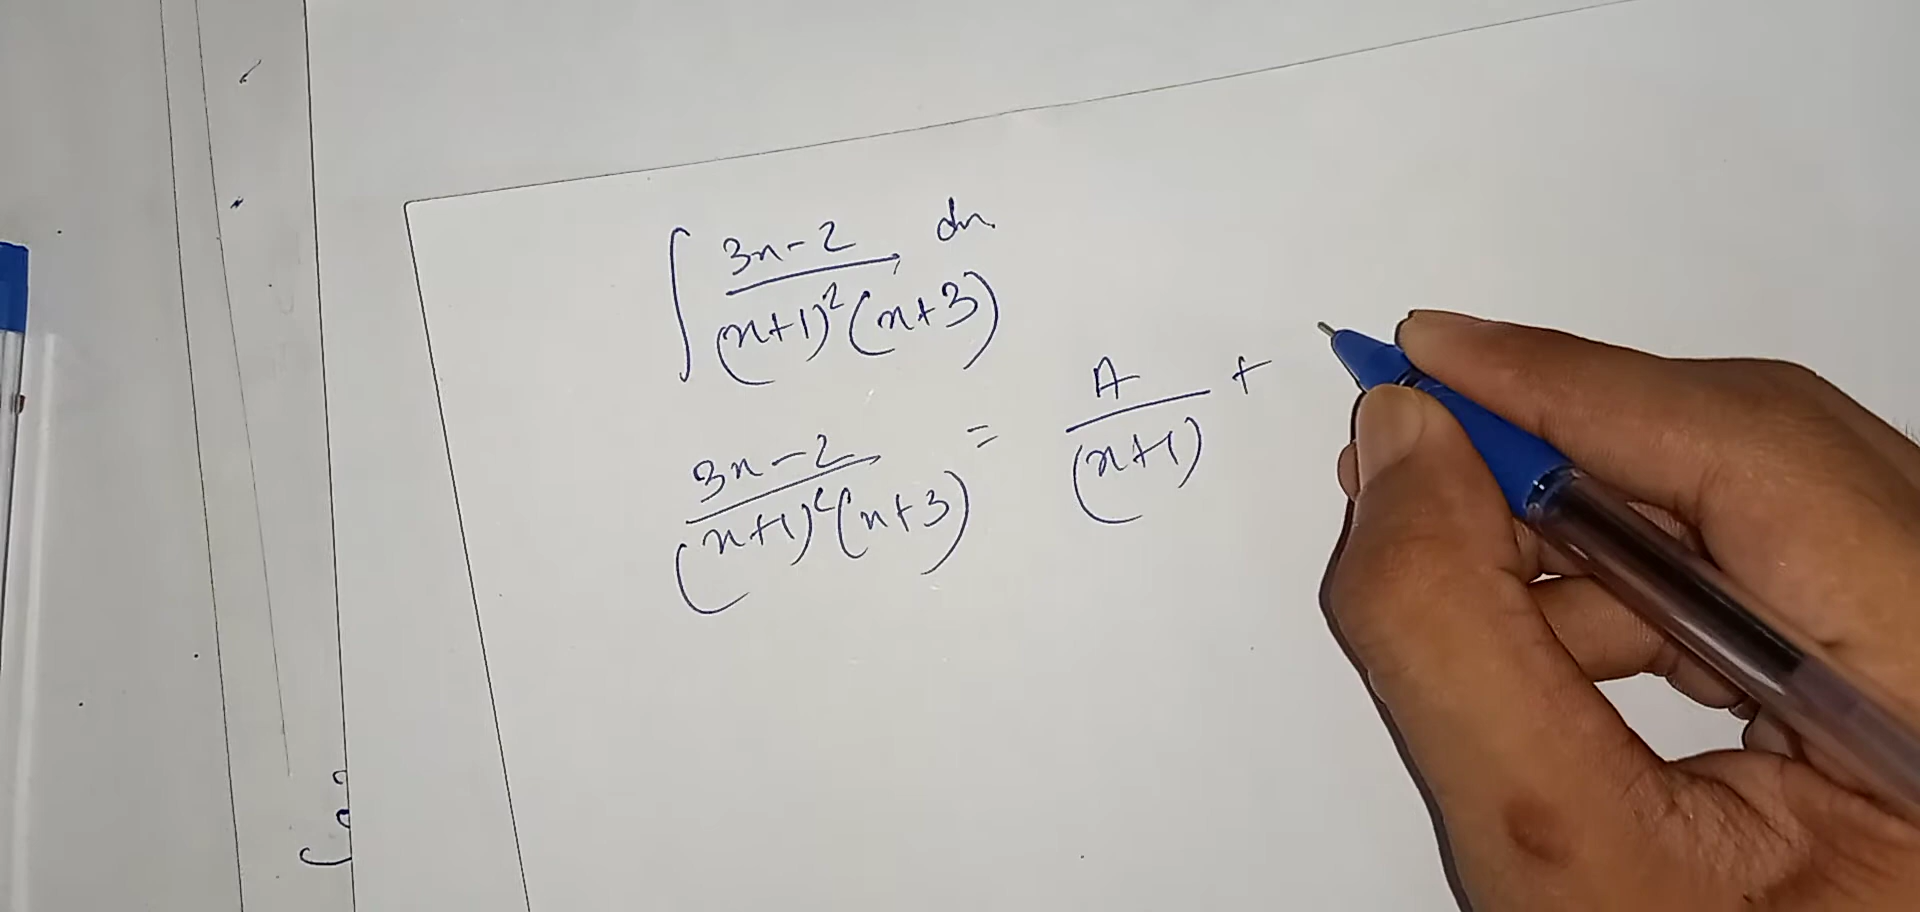 ∫ (3x-2)/((x+1)²(x+3)) dx
(3x-2)/((x+1)²(x+3)) = A/(x+1) +